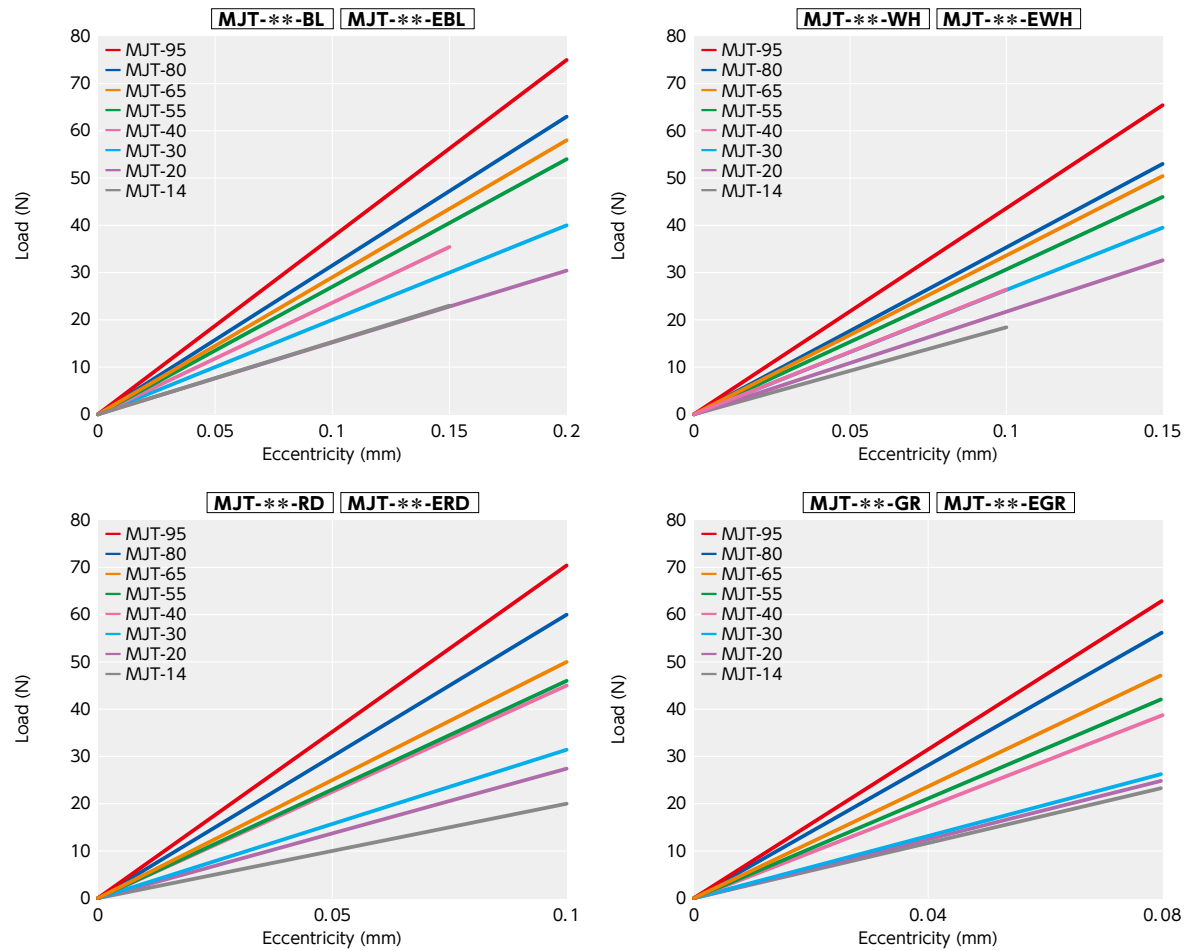 MJT-**-BL MJT-**-EBL
80
70
60
50
40
30
20
10
0
Load (N)
MJT-95
MJT-80
MJT-65
MJT-55
MJT-40
MJT-30
MJT-20
MJT-14
0 0.05 0.1 0.15 0.2
Eccentricity (mm)
MJT-**-WH MJT-**-EWH
80
70
60
50
40
30
20
10
0
Load (N)
MJT-95
MJT-80
MJT-65
MJT-55
MJT-40
MJT-30
MJT-20
MJT-14
0 0.05 0.1 0.15
Eccentricity (mm)
MJT-**-RD MJT-**-ERD
80
70
60
50
40
30
20
10
0
Load (N)
MJT-95
MJT-80
MJT-65
MJT-55
MJT-40
MJT-30
MJT-20
MJT-14
0 0.05 0.1
Eccentricity (mm)
MJT-**-GR MJT-**-EGR
80
70
60
50
40
30
20
10
0
Load (N)
MJT-95
MJT-80
MJT-65
MJT-55
MJT-40
MJT-30
MJT-20
MJT-14
0 0.04 0.08
Eccentricity (mm)